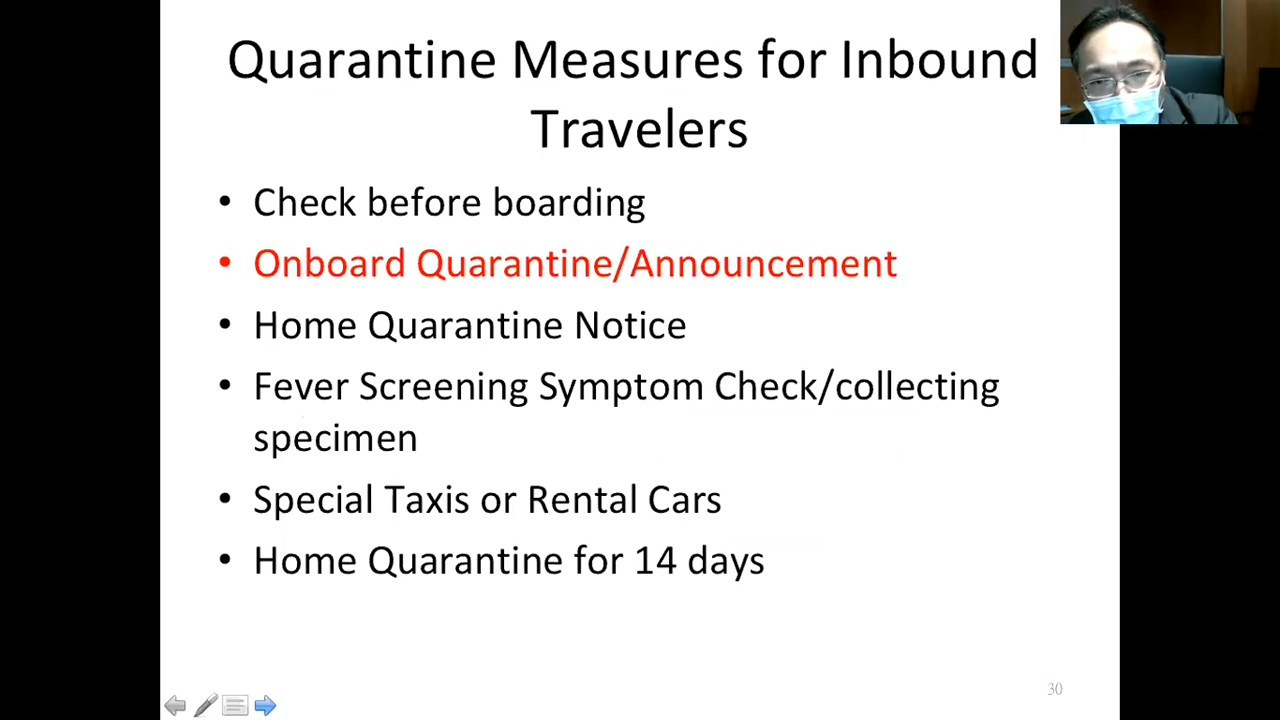 Quarantine Measures for Inbound
Travelers
• Check before boarding
• Onboard Quarantine/Announcement
• Home Quarantine Notice
• Fever Screening Symptom Check/collecting
specimen
• Special Taxis or Rental Cars
• Home Quarantine for 14 days
30